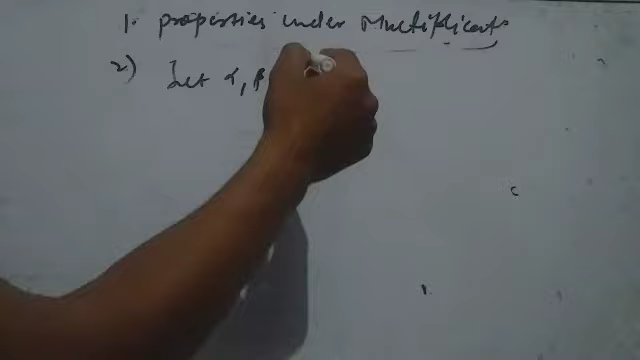 1. properties under Multiplicats
2) Let α, β